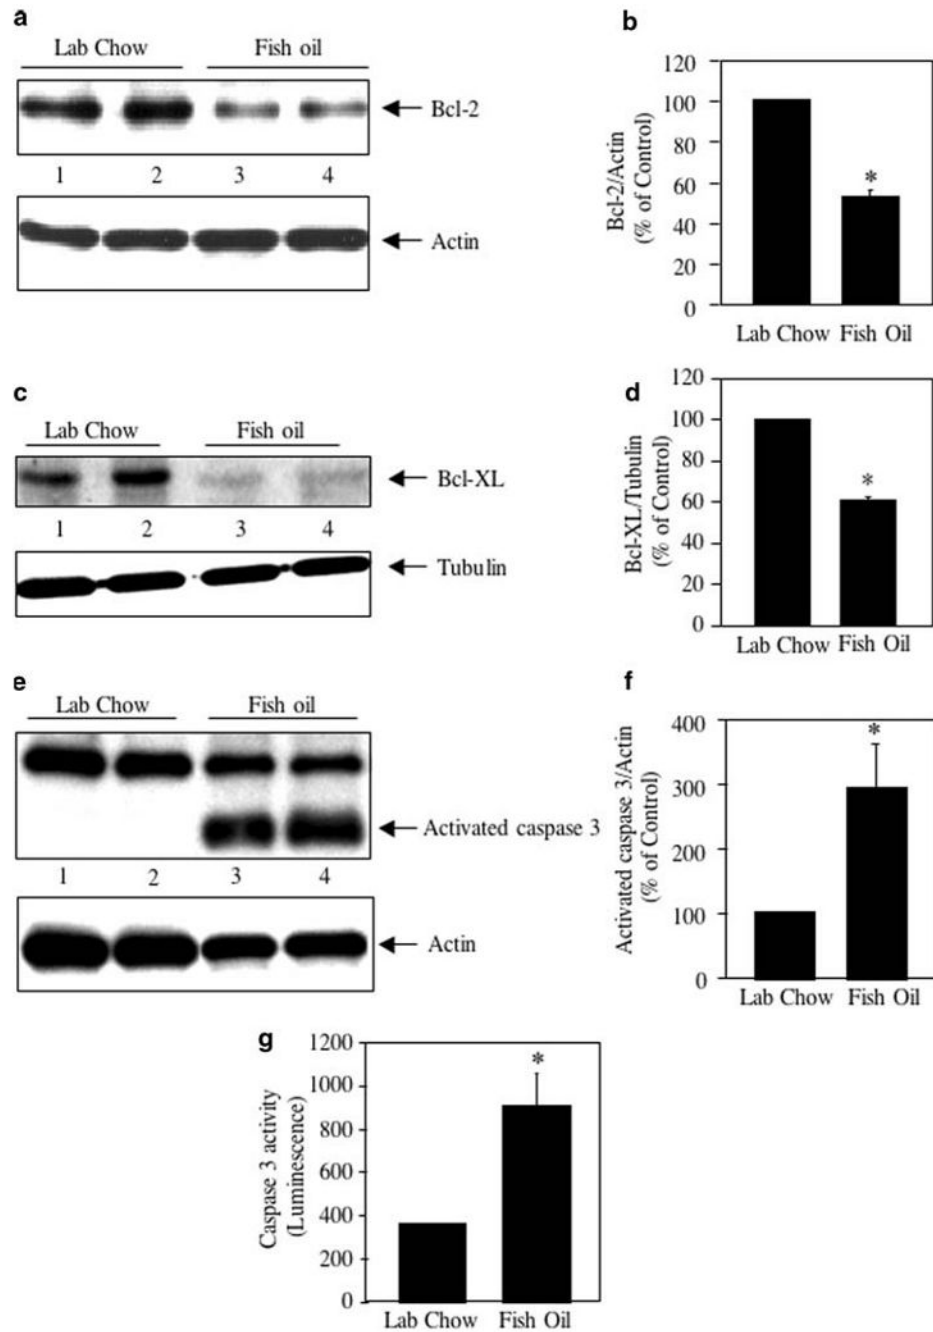 a
Lab Chow Fish oil
Bcl-2
1 2 3 4
Actin
b
120
100
80
60
40
20
0
Bcl-2/Actin
(% of Control)
*
Lab Chow Fish Oil
c
Lab Chow Fish oil
Bcl-XL
1 2 3 4
Tubulin
d
120
100
80
60
40
20
0
Bcl-XL/Tubulin
(% of Control)
*
Lab Chow Fish Oil
e
Lab Chow Fish oil
Activated caspase 3
1 2 3 4
Actin
f
400
300
200
100
0
Activated caspase 3/Actin
(% of Control)
*
Lab Chow Fish Oil
g
1200
1000
800
600
400
200
0
Caspase 3 activity
(Luminescence)
*
Lab Chow Fish Oil